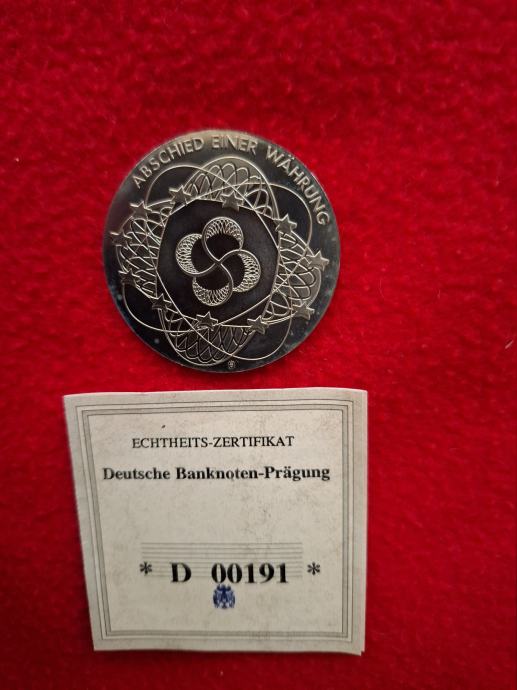 ABSCHIED EINER WÄHRUNG
ECHTHEITS-ZERTIFIKAT
Deutsche Banknoten-Prägung
* D 00191 *